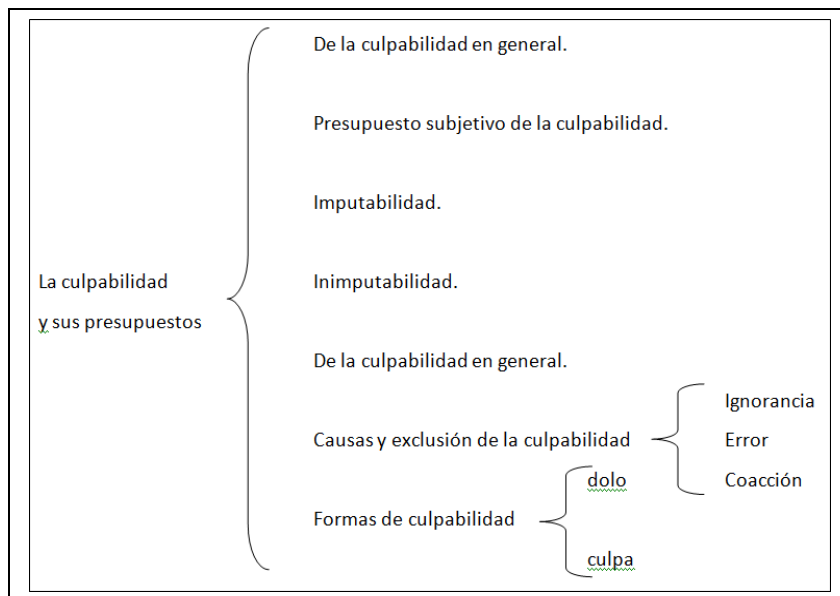 De la culpabilidad en general.
Presupuesto subjetivo de la culpabilidad.
Imputabilidad.
La culpabilidad
y sus presupuestos
Inimputabilidad.
De la culpabilidad en general.
Causas y exclusión de la culpabilidad
Ignorancia
Error
Coacción
Formas de culpabilidad
dolo
culpa